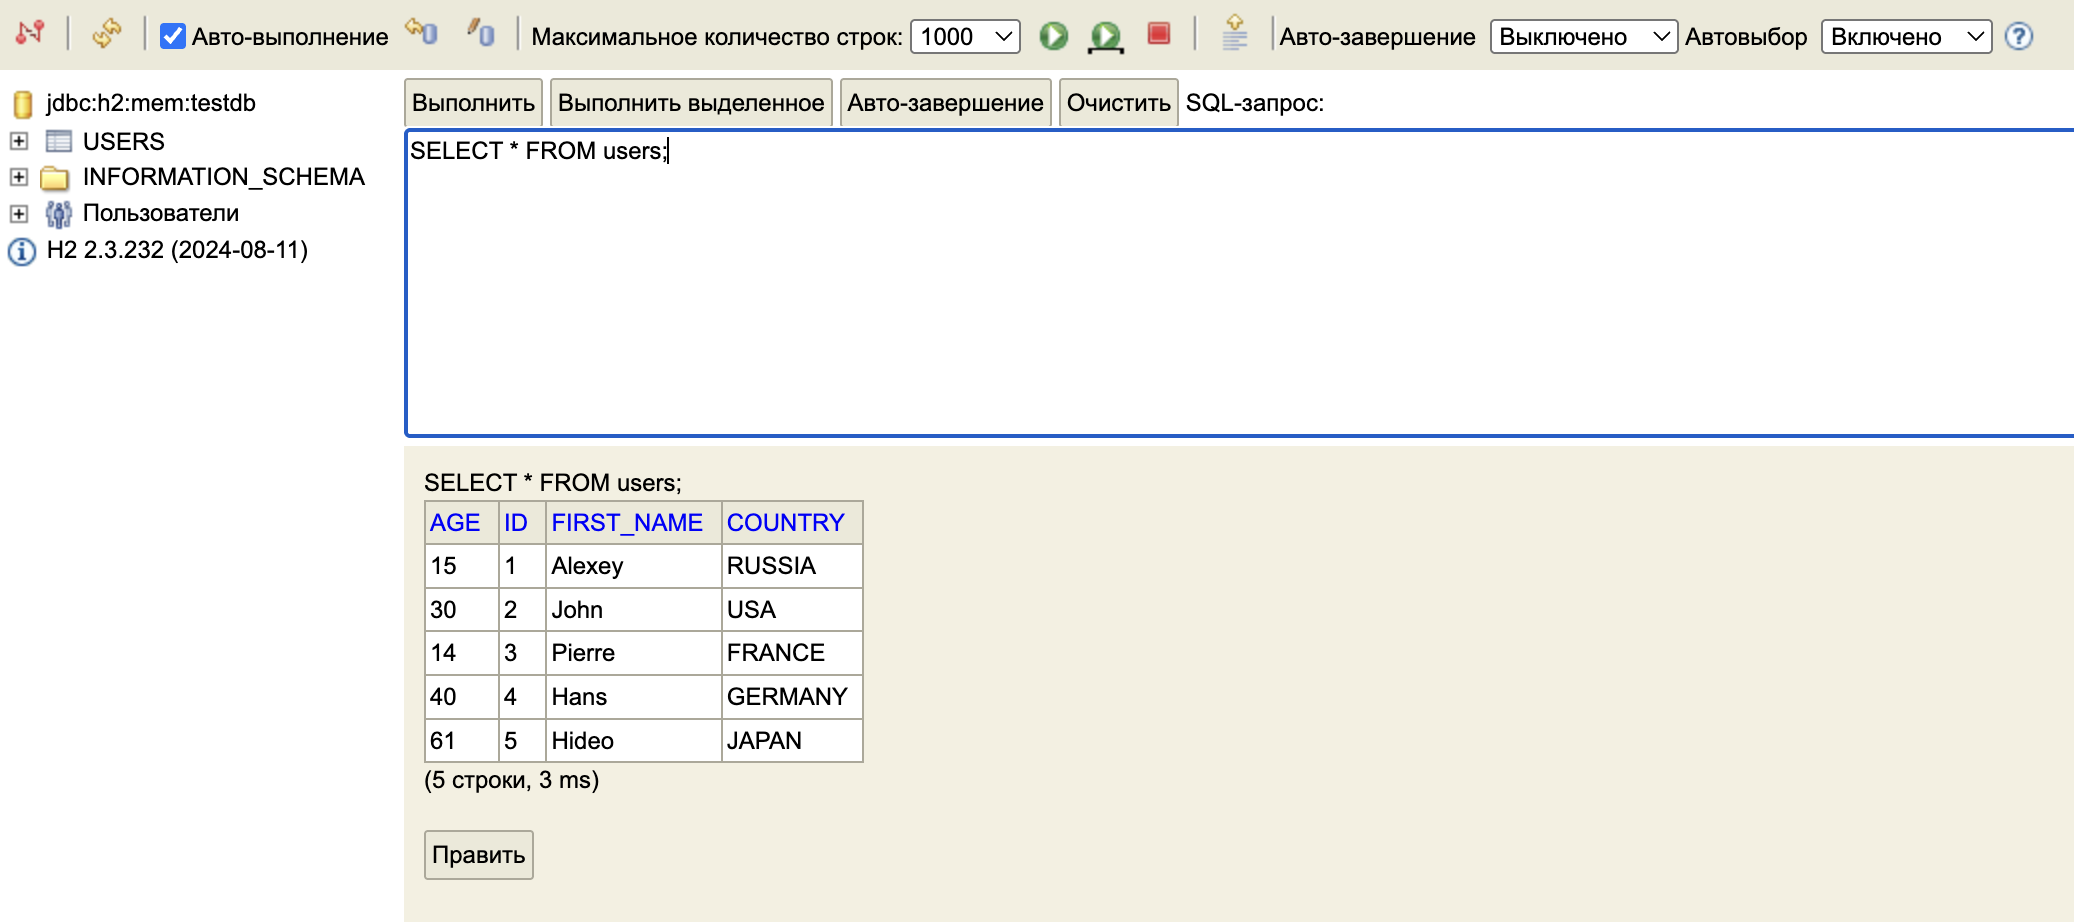 Авто-выполнение Максимальное количество строк: 1000 Авто-завершение Выключено Автовыбор Включено ?
jdbc:h2:mem:testdb
USERS
INFORMATION_SCHEMA
Пользователи
H2 2.3.232 (2024-08-11)
Выполнить Выполнить выделенное Авто-завершение Очистить SQL-запрос:
SELECT * FROM users;
SELECT * FROM users;
AGE ID FIRST_NAME COUNTRY
15 1 Alexey RUSSIA
30 2 John USA
14 3 Pierre FRANCE
40 4 Hans GERMANY
61 5 Hideo JAPAN
(5 строки, 3 ms)
Править